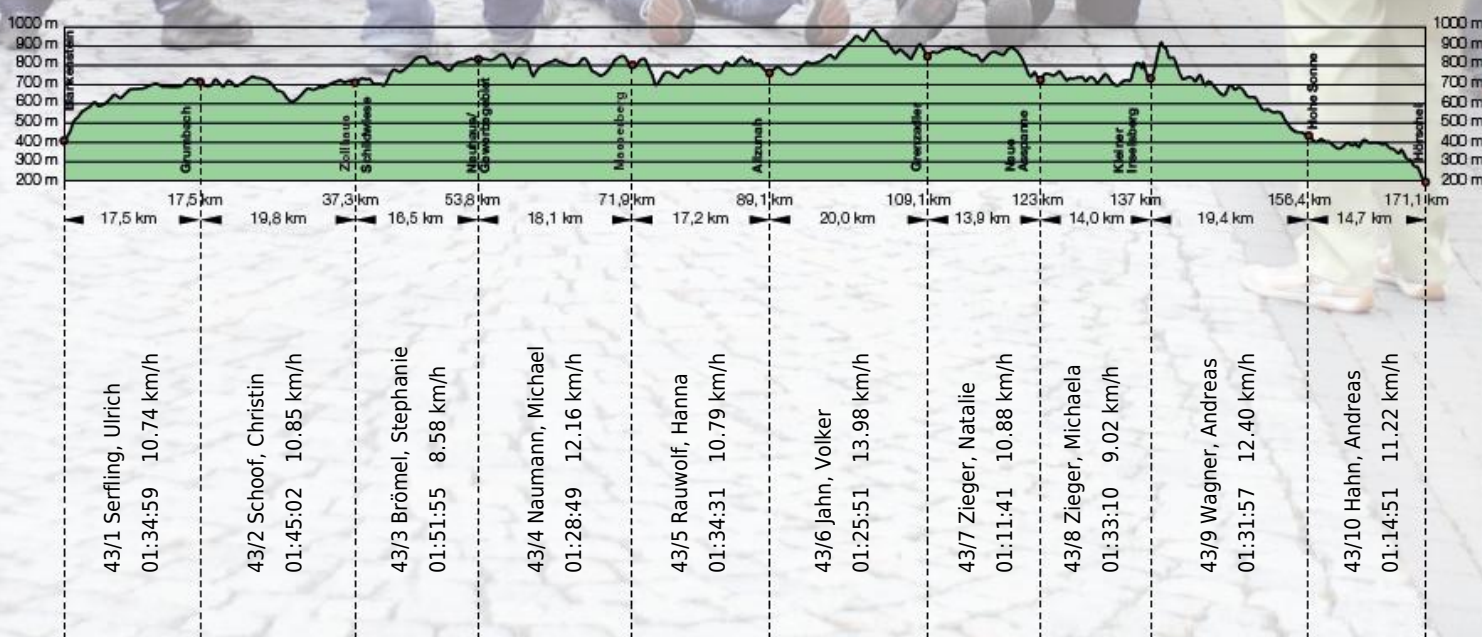 1000 m
900 m
800 m
700 m
600 m
500 m
400 m
300 m
200 m
1000 m
900 m
800 m
700 m
600 m
500 m
400 m
300 m
200 m
Blankenstein
Grumbach
Zollhaus
Schildwiese
Neuhaus/
Masserberg
Allzunah
Grenzadler
Neue
Ausspanne
Kleiner
Inselsberg
Hohe Sonne
Hörschel
17,5 km
37,3 km
53,8 km
71,9 km
89,1 km
109,1 km
123 km
137 km
156,4 km
171,1 km
17,5 km
19,8 km
16,5 km
18,1 km
17,2 km
20,0 km
13,9 km
14,0 km
19,4 km
14,7 km
43/1 Serfling, Ulrich
01:34:59 10.74 km/h
43/2 Schoof, Christin
01:45:02 10.85 km/h
43/3 Brömel, Stephanie
01:51:55 8.58 km/h
43/4 Naumann, Michael
01:28:49 12.16 km/h
43/5 Rauwolf, Hanna
01:34:31 10.79 km/h
43/6 Jahn, Volker
01:25:51 13.98 km/h
43/7 Zieger, Natalie
01:11:41 10.88 km/h
43/8 Zieger, Michaela
01:33:10 9.02 km/h
43/9 Wagner, Andreas
01:31:57 12.40 km/h
43/10 Hahn, Andreas
01:14:51 11.22 km/h